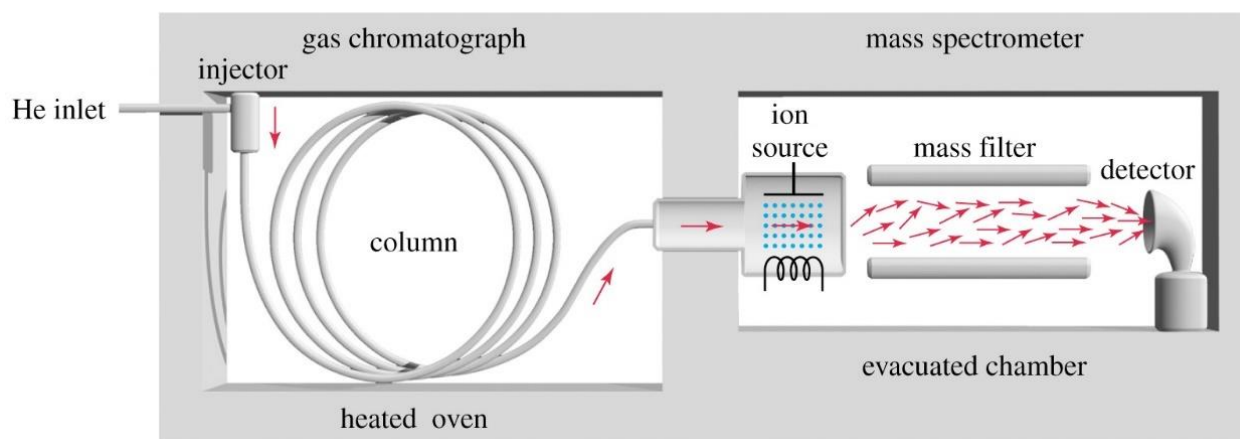 gas chromatograph
mass spectrometer
injector
He inlet
ion
source
mass filter
detector
column
evacuated chamber
heated oven